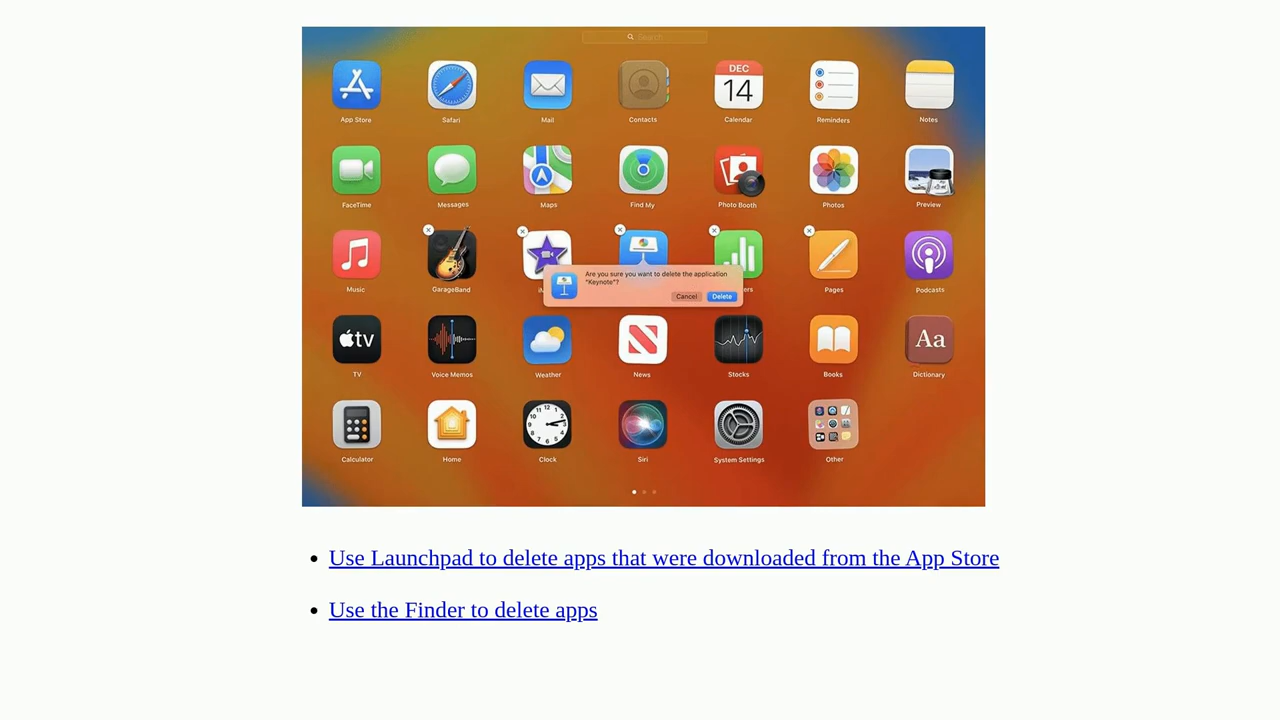 Search
App Store
Safari
Mail
Contacts
DEC
14
Calendar
Reminders
Notes
FaceTime
Messages
Maps
Find My
Photo Booth
Photos
Preview
Are you sure you want to delete the application
"Keynote"?
Cancel
Delete
Music
GarageBand
Pages
Podcasts
tv
Aa
TV
Voice Memos
Weather
News
Stocks
Books
Dictionary
Calculator
Home
Clock
Siri
System Settings
Other
Use Launchpad to delete apps that were downloaded from the App Store
Use the Finder to delete apps